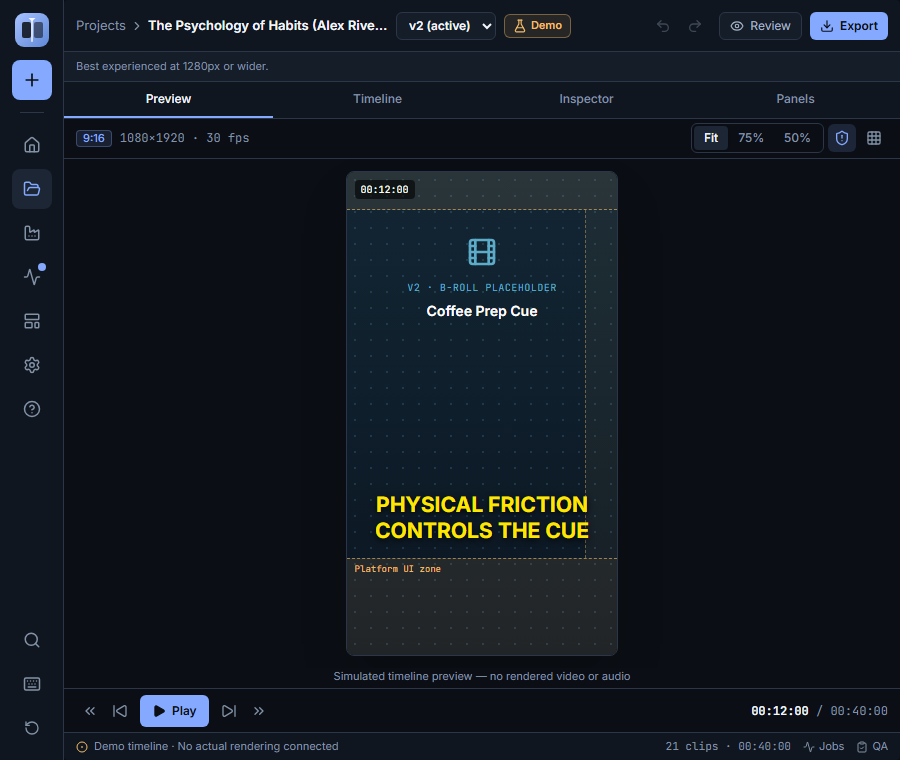 Projects
The Psychology of Habits (Alex Rive...
v2 (active)
Demo
Review
Export
Best experienced at 1280px or wider.
Preview
Timeline
Inspector
Panels
9:16
1080×1920 · 30 fps
Fit
75%
50%
00:12:00
V2 · B-ROLL PLACEHOLDER
Coffee Prep Cue
PHYSICAL FRICTION
CONTROLS THE CUE
Platform UI zone
Simulated timeline preview — no rendered video or audio
Play
00:12:00 / 00:40:00
Demo timeline · No actual rendering connected
21 clips · 00:40:00
Jobs
QA